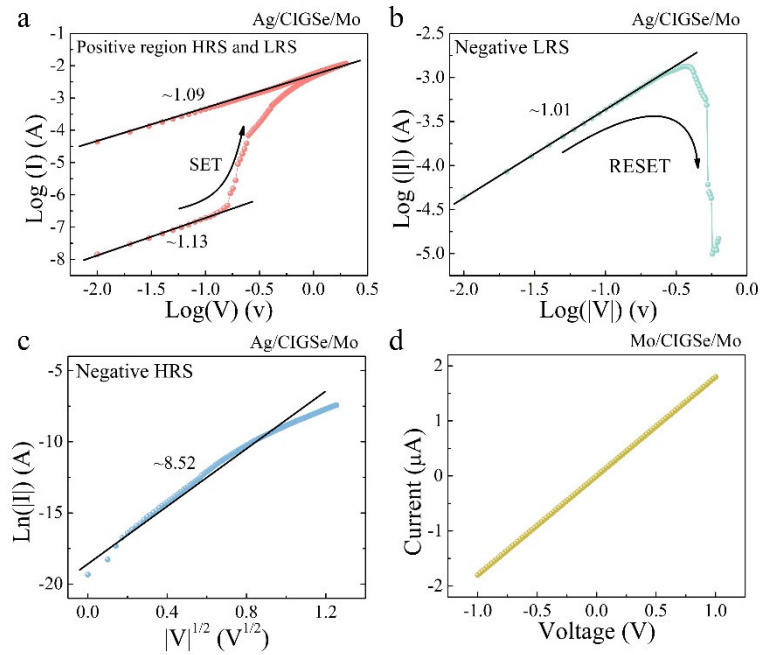 a
Ag/CIGSe/Mo
Positive region HRS and LRS
~1.09
SET
~1.13
Log (I) (A)
-1
-2
-3
-4
-5
-6
-7
-8
-2.0 -1.5 -1.0 -0.5 0.0 0.5
Log(V) (v)
b
Ag/CIGSe/Mo
Negative LRS
~1.01
RESET
Log (|I|) (A)
-2.5
-3.0
-3.5
-4.0
-4.5
-5.0
-2.0 -1.5 -1.0 -0.5 0.0
Log(|V|) (v)
c
Ag/CIGSe/Mo
Negative HRS
~8.52
Ln(|I|) (A)
-5
-10
-15
-20
0.0 0.4 0.8 1.2
|V|^1/2 (V^1/2)
d
Mo/CIGSe/Mo
Current (μA)
2
1
0
-1
-2
-1.0 -0.5 0.0 0.5 1.0
Voltage (V)